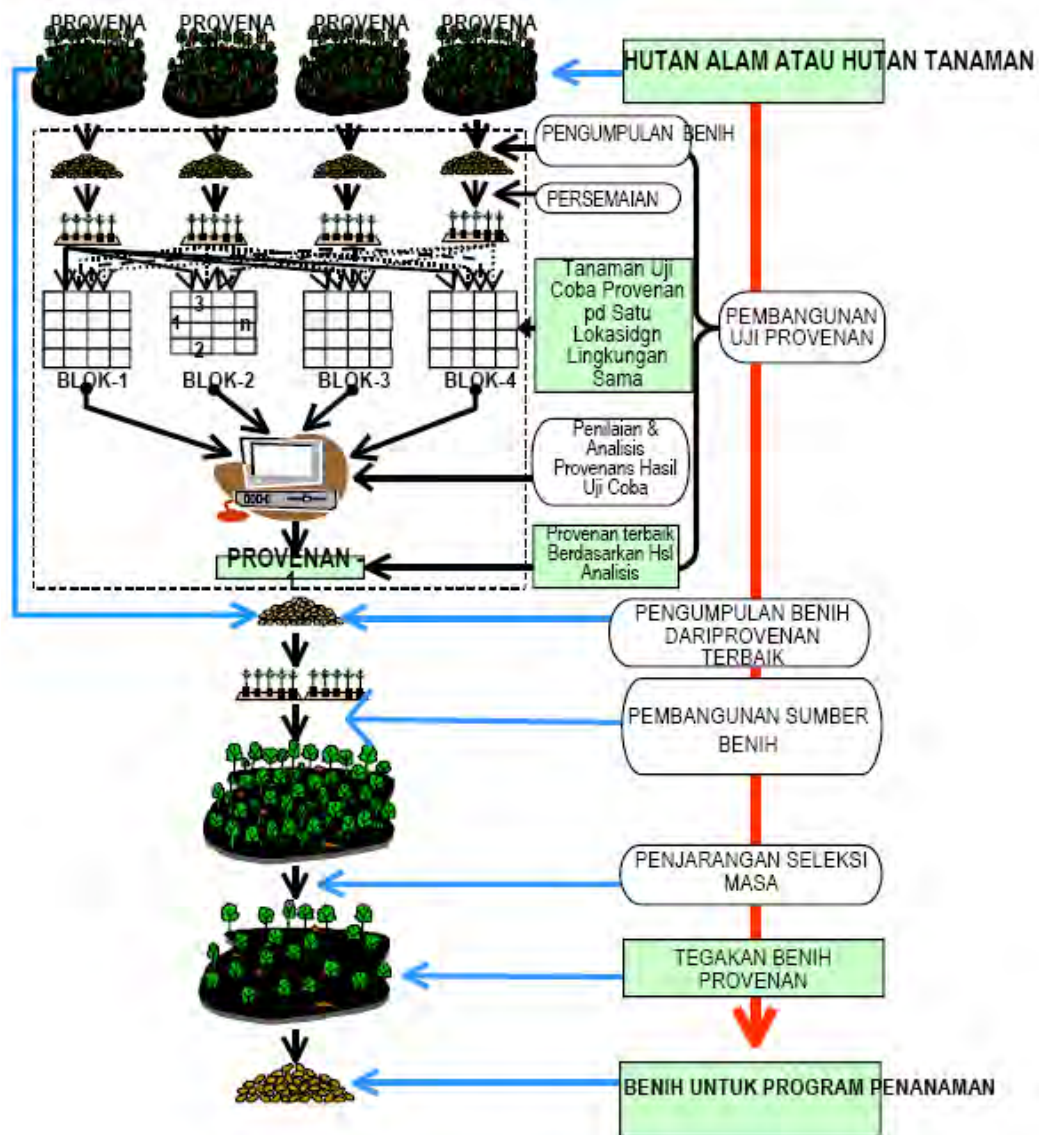 PROVENA PROVENA PROVENA PROVENA
HUTAN ALAM ATAU HUTAN TANAMAN
PENGUMPULAN BENIH
PERSEMAIAN
Tanaman Uji
Coba Provenan
pd Satu
Lokasidgn
Lingkungan
Sama
PEMBANGUNAN
UJI PROVENAN
3
1 n
2
BLOK-1 BLOK-2 BLOK-3 BLOK-4
Penilaian &
Analisis
Provenans Hasil
Uji Coba
Provenan terbaik
Berdasarkan Hsl
Analisis
PROVENAN -
1
PENGUMPULAN BENIH
DARIPROVENAN
TERBAIK
PEMBANGUNAN SUMBER
BENIH
PENJARANGAN SELEKSI
MASA
TEGAKAN BENIH
PROVENAN
BENIH UNTUK PROGRAM PENANAMAN